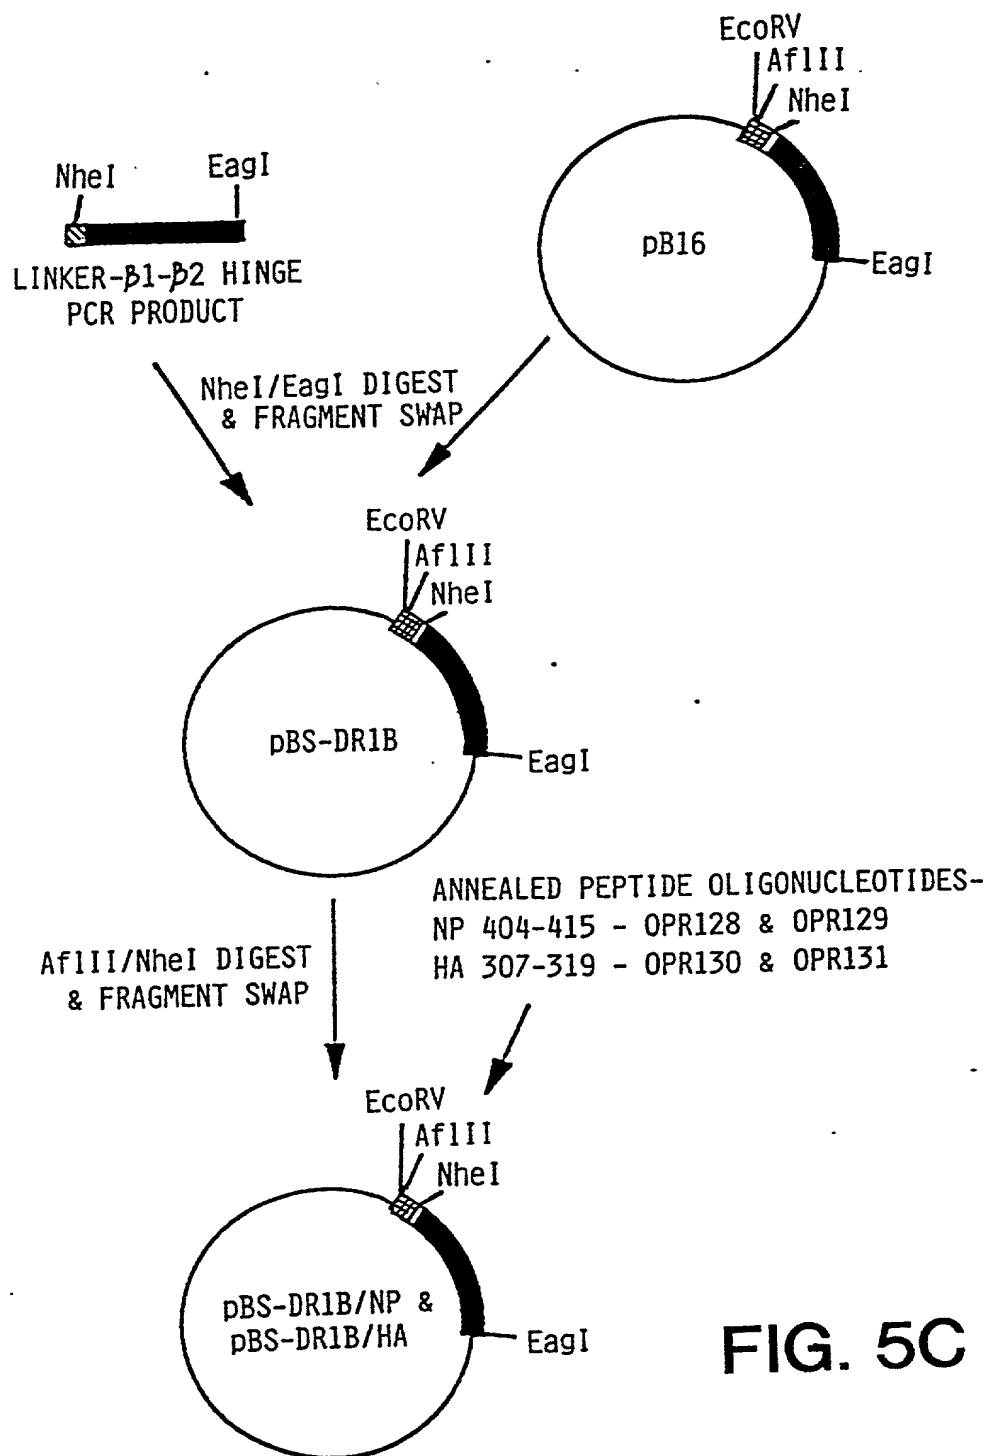 EcoRV
AflII
NheI
NheI
EagI
pB16
EagI
LINKER-β1-β2 HINGE
PCR PRODUCT
NheI/EagI DIGEST
& FRAGMENT SWAP
EcoRV
AflII
NheI
pBS-DR1B
EagI
ANNEALED PEPTIDE OLIGONUCLEOTIDES-
NP 404-415 - OPR128 & OPR129
HA 307-319 - OPR130 & OPR131
AflII/NheI DIGEST
& FRAGMENT SWAP
EcoRV
AflII
NheI
pBS-DR1B/NP &
pBS-DR1B/HA
EagI
FIG. 5C